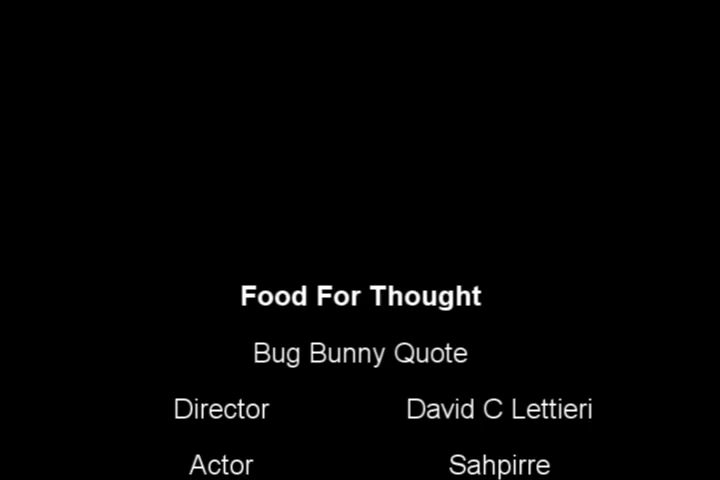 Food For Thought
Bug Bunny Quote
Director David C Lettieri
Actor Sahpirre